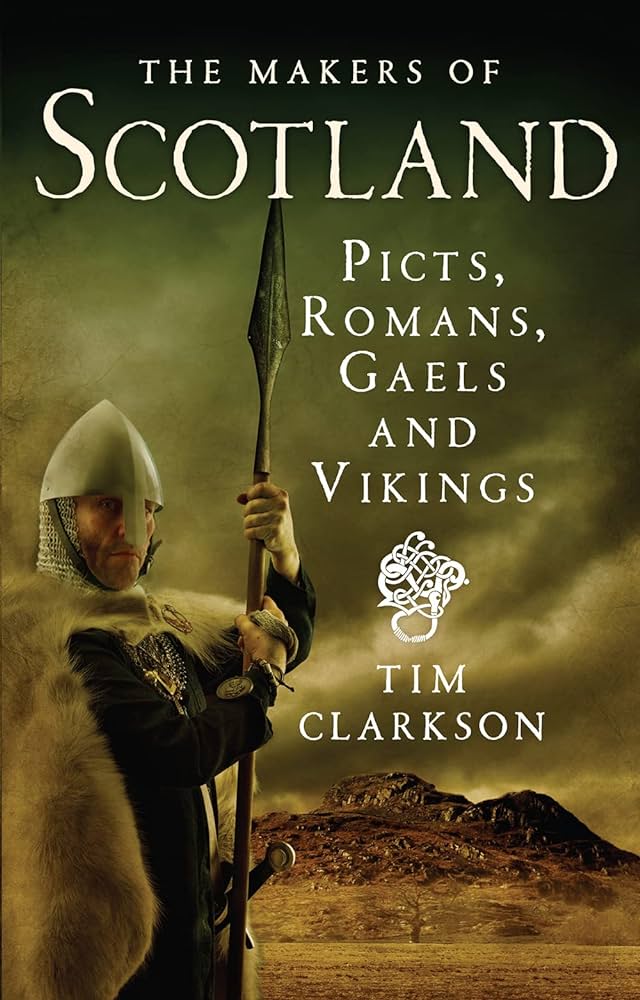 THE MAKERS OF
SCOTLAND
PICTS,
ROMANS,
GAELS
AND
VIKINGS
TIM
CLARKSON